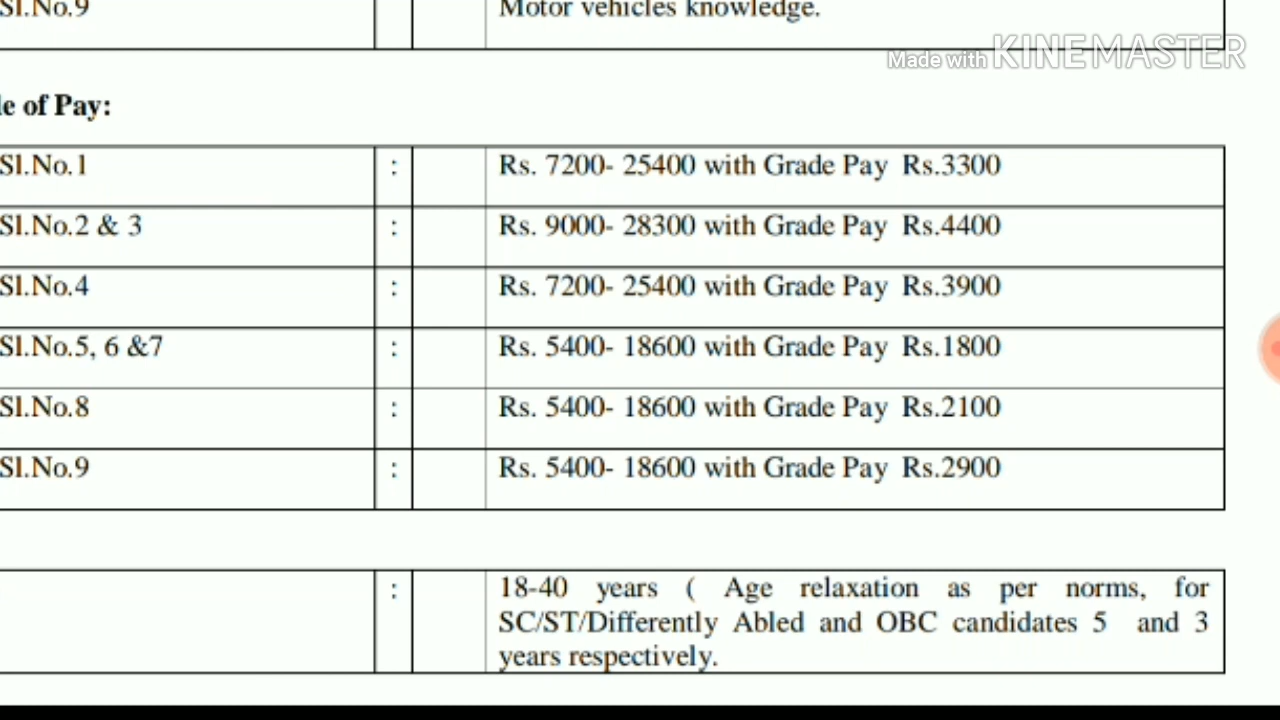 Sl.No.9 Motor vehicles knowledge.
Made with KINEMASTER
le of Pay:
Sl.No.1 : Rs. 7200- 25400 with Grade Pay Rs.3300
Sl.No.2 & 3 : Rs. 9000- 28300 with Grade Pay Rs.4400
Sl.No.4 : Rs. 7200- 25400 with Grade Pay Rs.3900
Sl.No.5, 6 &7 : Rs. 5400- 18600 with Grade Pay Rs.1800
Sl.No.8 : Rs. 5400- 18600 with Grade Pay Rs.2100
Sl.No.9 : Rs. 5400- 18600 with Grade Pay Rs.2900
: 18-40 years ( Age relaxation as per norms, for
SC/ST/Differently Abled and OBC candidates 5 and 3
years respectively.